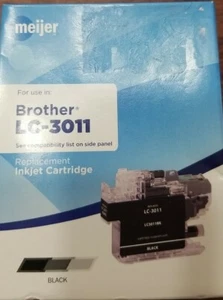 meijer
For use in:
Brother®
LC-3011
See compatibility list on side panel
Replacement
Inkjet Cartridge
LC-3011
LC3011BK
BLACK
BLACK